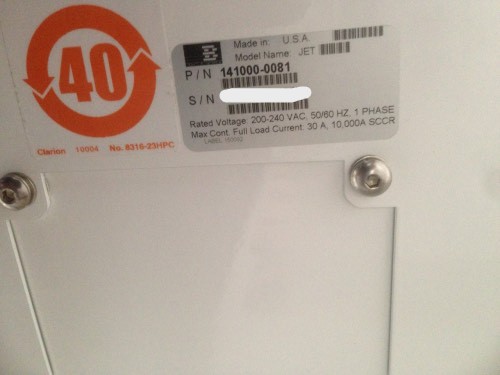 40
Clarion 10004 No. 8316-23HPC
Made in: U.S.A.
Model Name: JET
P/N 141000-0081
S/N
Rated Voltage: 200-240 VAC, 50/60 HZ, 1 PHASE
Max Cont. Full Load Current: 30 A, 10,000A SCCR